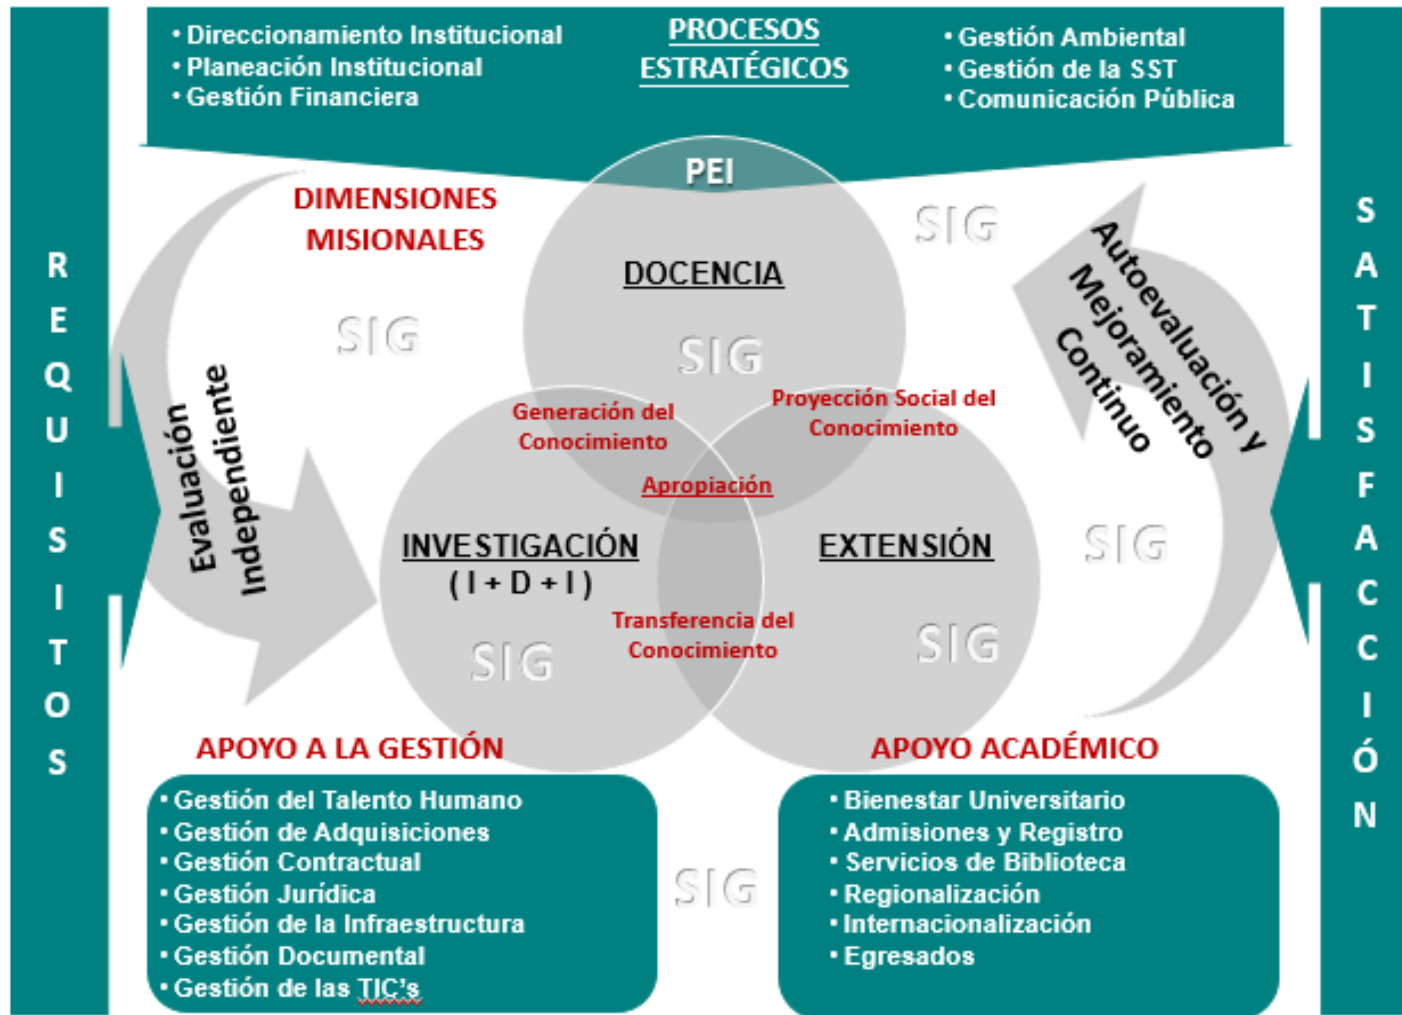 • Direccionamiento Institucional
• Planeación Institucional
• Gestión Financiera
PROCESOS
ESTRATÉGICOS
• Gestión Ambiental
• Gestión de la SST
• Comunicación Pública
PEI
REQUISITOS
SATISFACCIÓN
DIMENSIONES
MISIONALES
SIG
SIG
DOCENCIA
SIG
Evaluación
Independiente
Autoevaluación y
Mejoramiento
Continuo
Generación del
Conocimiento
Proyección Social del
Conocimiento
Apropiación
INVESTIGACIÓN
( I + D + I )
EXTENSIÓN
SIG
Transferencia del
Conocimiento
SIG
SIG
APOYO A LA GESTIÓN
• Gestión del Talento Humano
• Gestión de Adquisiciones
• Gestión Contractual
• Gestión Jurídica
• Gestión de la Infraestructura
• Gestión Documental
• Gestión de las TIC's
SIG
APOYO ACADÉMICO
• Bienestar Universitario
• Admisiones y Registro
• Servicios de Biblioteca
• Regionalización
• Internacionalización
• Egresados